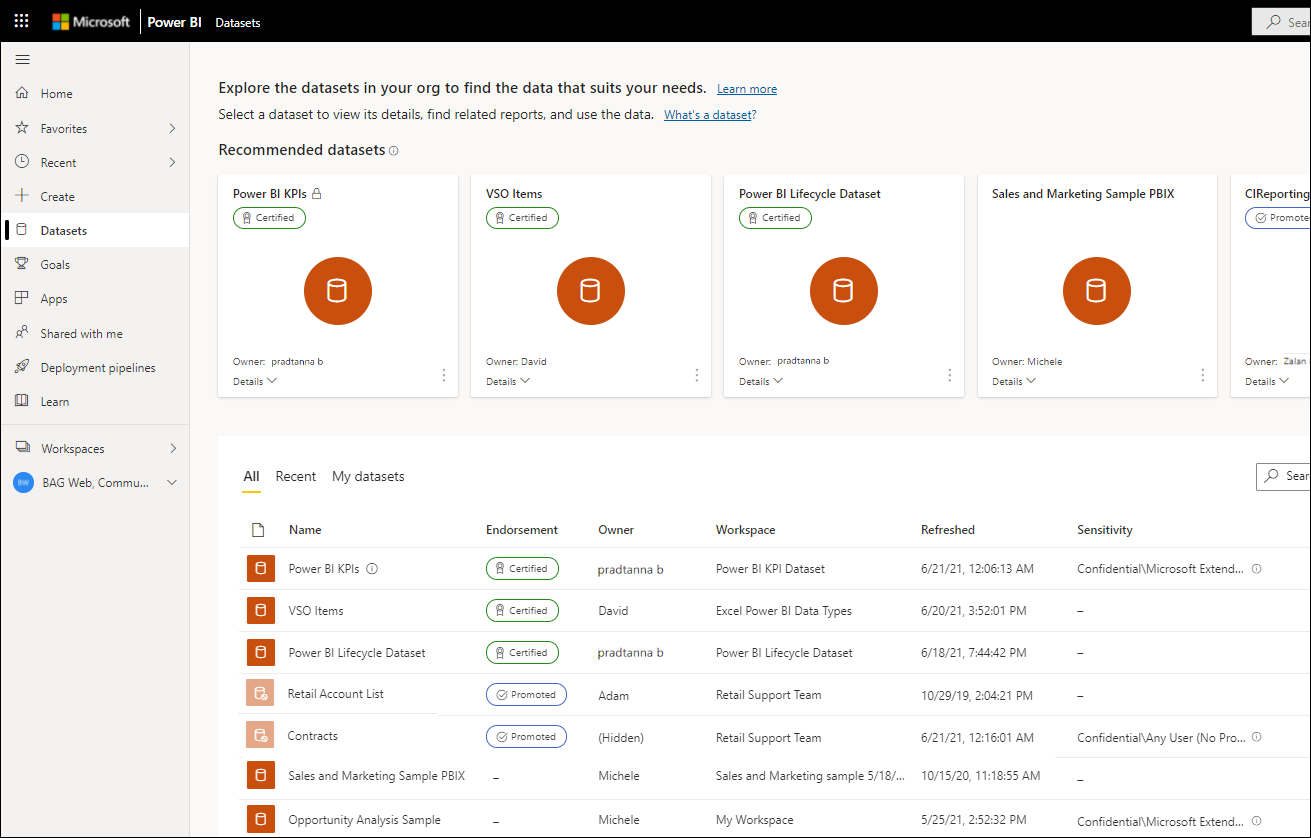 Microsoft Power BI Datasets
Home
Favorites
Recent
Create
Datasets
Goals
Apps
Shared with me
Deployment pipelines
Learn
Workspaces
BW BAG Web, Commu...
Explore the datasets in your org to find the data that suits your needs. Learn more
Select a dataset to view its details, find related reports, and use the data. What's a dataset?
Recommended datasets
Power BI KPIs
Certified
Owner: pradtanna b
Details
VSO Items
Certified
Owner: David
Details
Power BI Lifecycle Dataset
Certified
Owner: pradtanna b
Details
Sales and Marketing Sample PBIX
Owner: Michele
Details
CIReporting
Promote
Owner: Zalan
Details
All Recent My datasets
Name Endorsement Owner Workspace Refreshed Sensitivity
Power BI KPIs Certified pradtanna b Power BI KPI Dataset 6/21/21, 12:06:13 AM Confidential\Microsoft Extend...
VSO Items Certified David Excel Power BI Data Types 6/20/21, 3:52:01 PM –
Power BI Lifecycle Dataset Certified pradtanna b Power BI Lifecycle Dataset 6/18/21, 7:44:42 PM –
Retail Account List Promoted Adam Retail Support Team 10/29/19, 2:04:21 PM –
Contracts Promoted (Hidden) Retail Support Team 6/21/21, 12:16:01 AM Confidential\Any User (No Pro...
Sales and Marketing Sample PBIX – Michele Sales and Marketing sample 5/18/... 10/15/20, 11:18:55 AM –
Opportunity Analysis Sample – Michele My Workspace 5/25/21, 2:52:32 PM Confidential\Microsoft Extend...